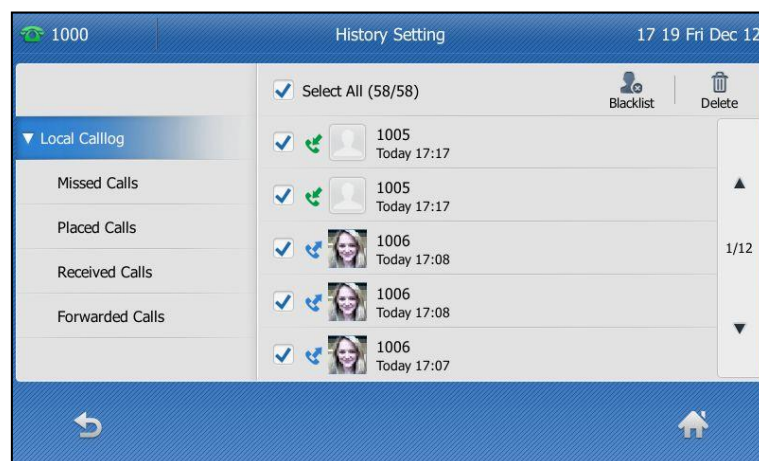 1000 History Setting 17 19 Fri Dec 12
Select All (58/58)
Blacklist Delete
Local Calllog
Missed Calls
Placed Calls
Received Calls
Forwarded Calls
1005
Today 17:17
1005
Today 17:17
1006
Today 17:08
1006
Today 17:08
1006
Today 17:07
1/12